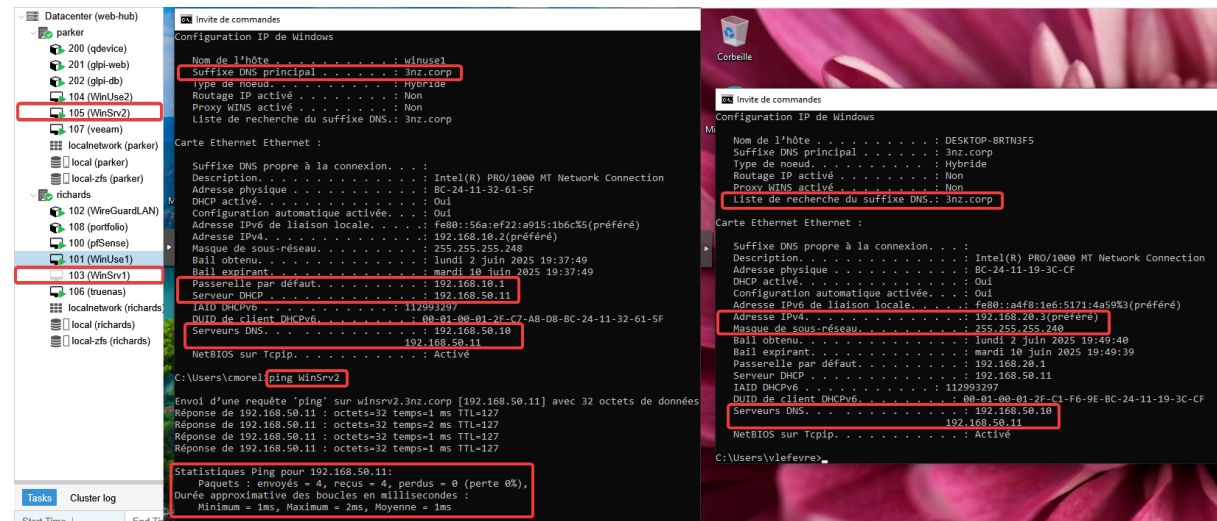 Datacenter (web-hub)
parker
200 (qdevice)
201 (glpi-web)
202 (glpi-db)
104 (WinUse2)
105 (WinSrv2)
107 (veeam)
localnetwork (parker)
local (parker)
local-zfs (parker)
richards
102 (WireGuardLAN)
108 (portfolio)
100 (pfSense)
101 (WinUse1)
103 (WinSrv1)
106 (truenas)
localnetwork (richards)
local (richards)
local-zfs (richards)
Tasks Cluster log
Invite de commandes
Configuration IP de Windows
Nom de l'hôte . . . . . . . . . . : winuse1
Suffixe DNS principal . . . . . . : 3nz.corp
Type de noeud. . . . . . . . . . : Hybride
Routage IP activé . . . . . . . . : Non
Proxy WINS activé . . . . . . . . : Non
Liste de recherche du suffixe DNS.: 3nz.corp
Carte Ethernet Ethernet :
Suffixe DNS propre à la connexion. . . :
Description. . . . . . . . . . . . . . : Intel(R) PRO/1000 MT Network Connection
Adresse physique . . . . . . . . . . . : BC-24-11-32-61-5F
DHCP activé. . . . . . . . . . . . . . : Oui
Configuration automatique activée. . . : Oui
Adresse IPv6 de liaison locale. . . . .: fe80::56a:ef22:a915:1b6c%5(préféré)
Adresse IPv4. . . . . . . . . . . . . .: 192.168.10.2(préféré)
Masque de sous-réseau. . . . . . . . . : 255.255.255.248
Bail obtenu. . . . . . . . . . . . . . : lundi 2 juin 2025 19:37:49
Bail expirant. . . . . . . . . . . . . : mardi 10 juin 2025 19:37:49
Passerelle par défaut. . . . . . . . . : 192.168.10.1
Serveur DHCP . . . . . . . . . . . . . : 192.168.50.11
IAID DHCPv6 . . . . . . . . . . . : 112993297
DUID de client DHCPv6. . . . . . . . : 00-01-00-01-2F-C7-A8-D8-BC-24-11-32-61-5F
Serveurs DNS. . . . . . . . . . . . . : 192.168.50.10
192.168.50.11
NetBIOS sur Tcpip. . . . . . . . . . . : Activé
C:\Users\cmorel>ping WinSrv2
Envoi d'une requête 'ping' sur winsrv2.3nz.corp [192.168.50.11] avec 32 octets de données
Réponse de 192.168.50.11 : octets=32 temps=1 ms TTL=127
Réponse de 192.168.50.11 : octets=32 temps=2 ms TTL=127
Réponse de 192.168.50.11 : octets=32 temps=1 ms TTL=127
Réponse de 192.168.50.11 : octets=32 temps=1 ms TTL=127
Statistiques Ping pour 192.168.50.11:
Paquets : envoyés = 4, reçus = 4, perdus = 0 (perte 0%),
Durée approximative des boucles en millisecondes :
Minimum = 1ms, Maximum = 2ms, Moyenne = 1ms
Corbeille
Invite de commandes
Configuration IP de Windows
Nom de l'hôte . . . . . . . . . . : DESKTOP-8RTN3F5
Suffixe DNS principal . . . . . . : 3nz.corp
Type de noeud. . . . . . . . . . : Hybride
Routage IP activé . . . . . . . . : Non
Proxy WINS activé . . . . . . . . : Non
Liste de recherche du suffixe DNS.: 3nz.corp
Carte Ethernet Ethernet :
Suffixe DNS propre à la connexion. . . :
Description. . . . . . . . . . . . . . : Intel(R) PRO/1000 MT Network Connection
Adresse physique . . . . . . . . . . . : BC-24-11-19-3C-CF
DHCP activé. . . . . . . . . . . . . . : Oui
Configuration automatique activée. . . : Oui
Adresse IPv6 de liaison locale. . . . .: fe80::a4f8:1e6:5171:4a59%3(préféré)
Adresse IPv4. . . . . . . . . . . . . .: 192.168.20.3(préféré)
Masque de sous-réseau. . . . . . . . . : 255.255.255.240
Bail obtenu. . . . . . . . . . . . . . : lundi 2 juin 2025 19:49:40
Bail expirant. . . . . . . . . . . . . : mardi 10 juin 2025 19:49:39
Passerelle par défaut. . . . . . . . . : 192.168.20.1
Serveur DHCP . . . . . . . . . . . . . : 192.168.50.11
IAID DHCPv6 . . . . . . . . . . . : 112993297
DUID de client DHCPv6. . . . . . . . : 00-01-00-01-2F-C1-F6-9E-BC-24-11-19-3C-CF
Serveurs DNS. . . . . . . . . . . . . : 192.168.50.10
192.168.50.11
NetBIOS sur Tcpip. . . . . . . . . . . : Activé
C:\Users\vlefevre>